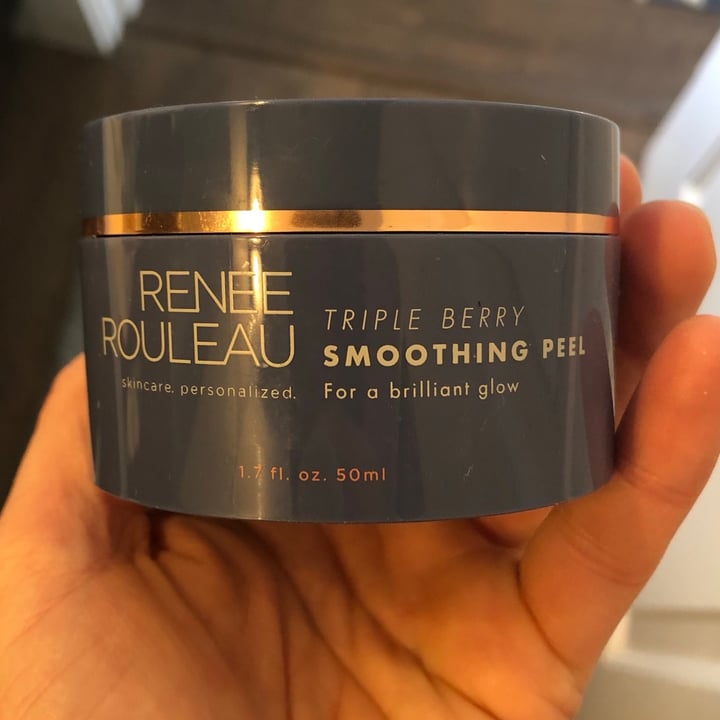 RENÉE
ROULEAU
skincare, personalized.
TRIPLE BERRY
SMOOTHING PEEL
For a brilliant glow
1.7 fl. oz. 50ml